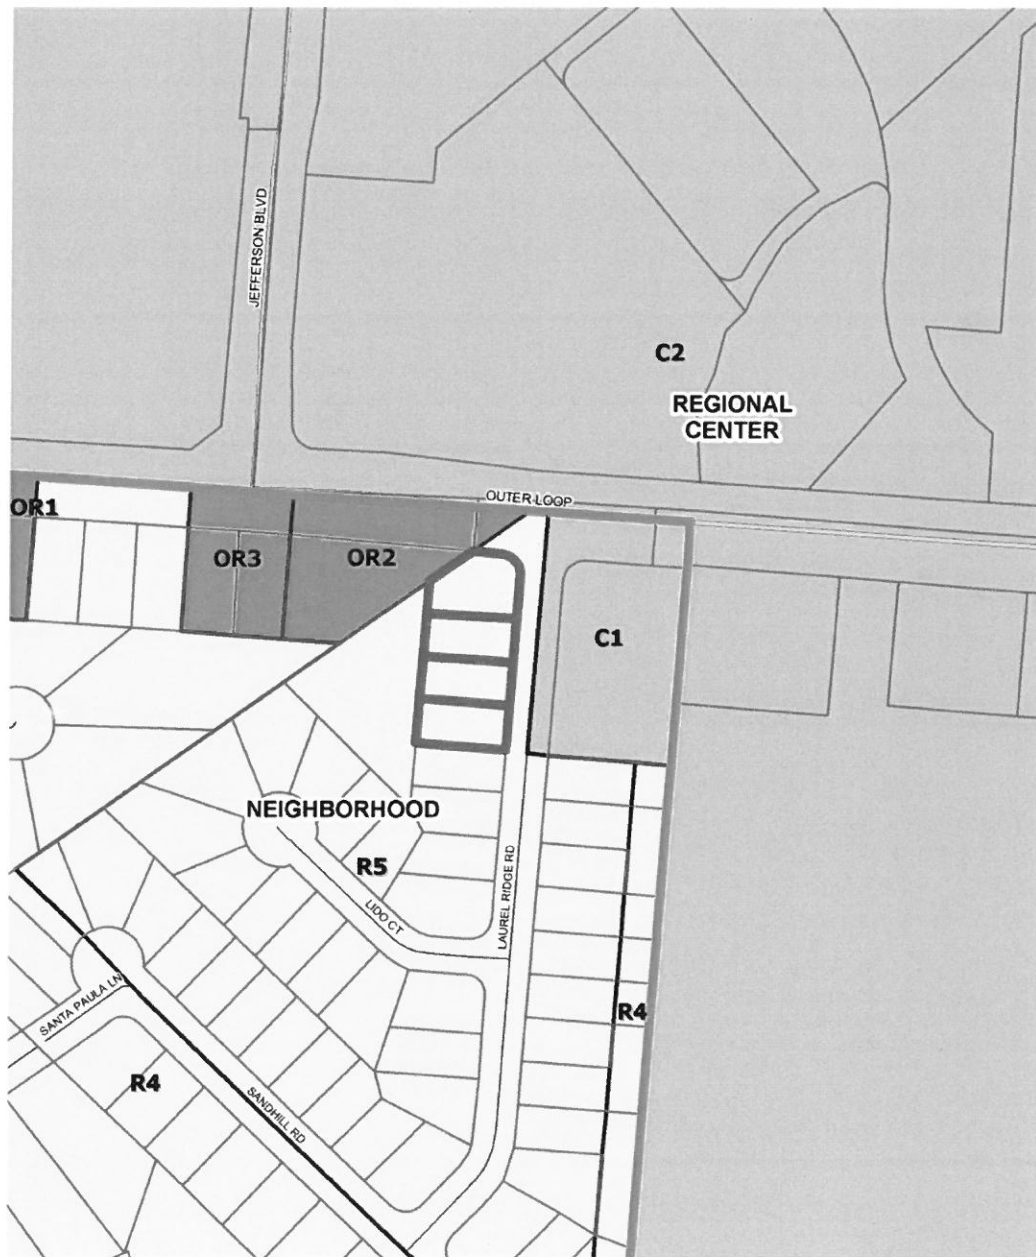 JEFFERSON BLVD
C2
REGIONAL
CENTER
OUTER LOOP
OR1
OR3
OR2
C1
NEIGHBORHOOD
R5
LIDO CT
LAUREL RIDGE RD
SANTA PAULA LN
R4
R4
SANDHILL RD